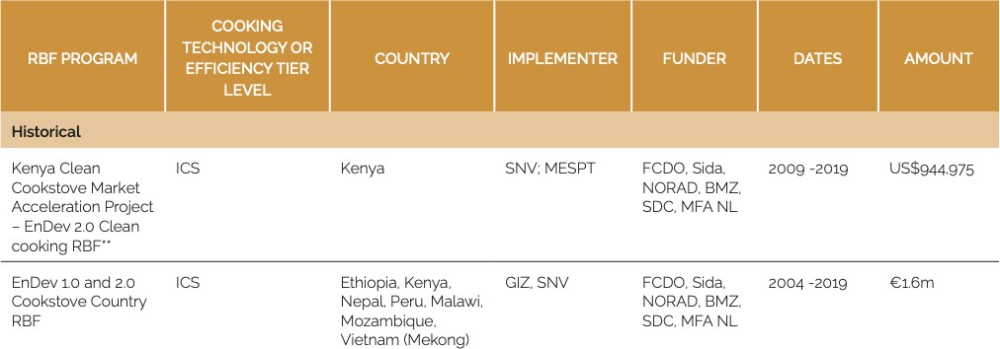 RBF PROGRAM
COOKING
TECHNOLOGY OR
EFFICIENCY TIER
LEVEL
COUNTRY
IMPLEMENTER
FUNDER
DATES
AMOUNT
Historical
Kenya Clean
Cookstove Market
Acceleration Project
– EnDev 2.0 Clean
cooking RBF**
ICS
Kenya
SNV; MESPT
FCDO, Sida,
NORAD, BMZ,
SDC, MFA NL
2009 -2019
US$944,975
EnDev 1.0 and 2.0
Cookstove Country
RBF
ICS
Ethiopia, Kenya,
Nepal, Peru, Malawi,
Mozambique,
Vietnam (Mekong)
GIZ, SNV
FCDO, Sida,
NORAD, BMZ,
SDC, MFA NL
2004 -2019
€1.6m